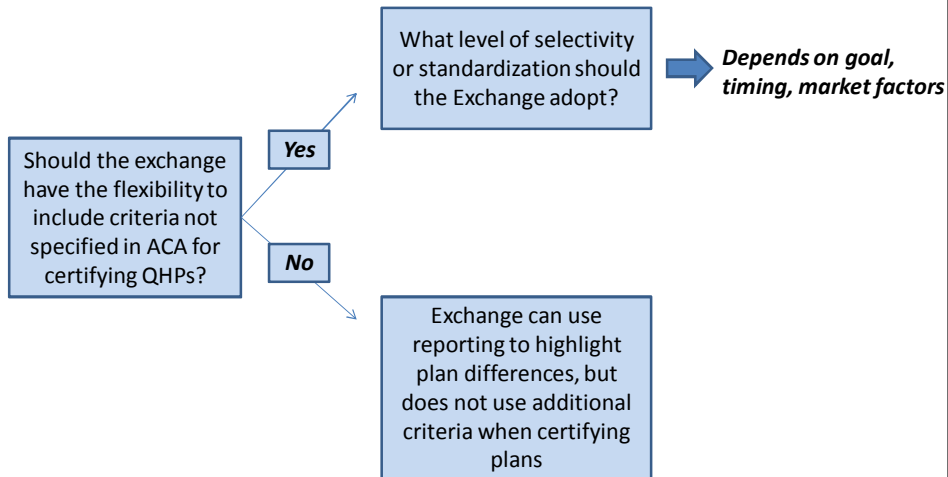 What level of selectivity
or standardization should
the Exchange adopt?
Depends on goal,
timing, market factors
Yes
Should the exchange
have the flexibility to
include criteria not
specified in ACA for
certifying QHPs?
No
Exchange can use
reporting to highlight
plan differences, but
does not use additional
criteria when certifying
plans